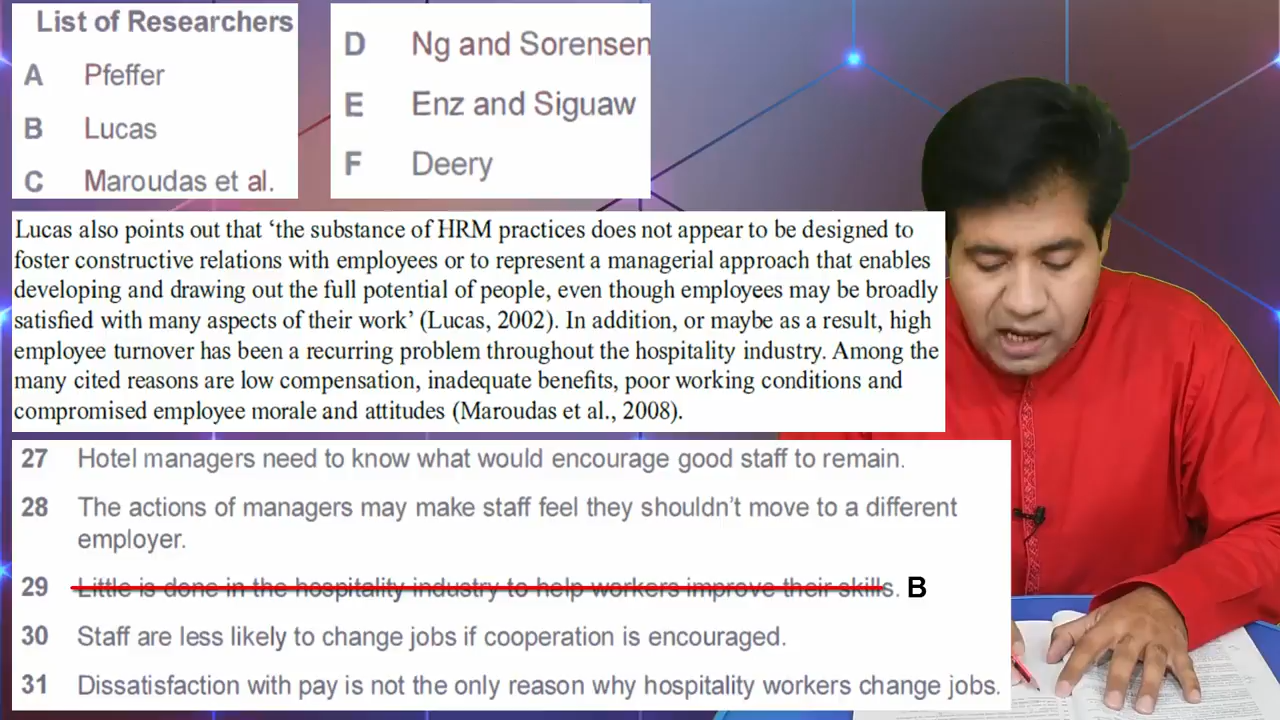 List of Researchers
A Pfeffer
B Lucas
C Maroudas et al.
D Ng and Sorensen
E Enz and Siguaw
F Deery
Lucas also points out that ‘the substance of HRM practices does not appear to be designed to
foster constructive relations with employees or to represent a managerial approach that enables
developing and drawing out the full potential of people, even though employees may be broadly
satisfied with many aspects of their work’ (Lucas, 2002). In addition, or maybe as a result, high
employee turnover has been a recurring problem throughout the hospitality industry. Among the
many cited reasons are low compensation, inadequate benefits, poor working conditions and
compromised employee morale and attitudes (Maroudas et al., 2008).
27 Hotel managers need to know what would encourage good staff to remain.
28 The actions of managers may make staff feel they shouldn’t move to a different
employer.
29 Little is done in the hospitality industry to help workers improve their skills. B
30 Staff are less likely to change jobs if cooperation is encouraged.
31 Dissatisfaction with pay is not the only reason why hospitality workers change jobs.